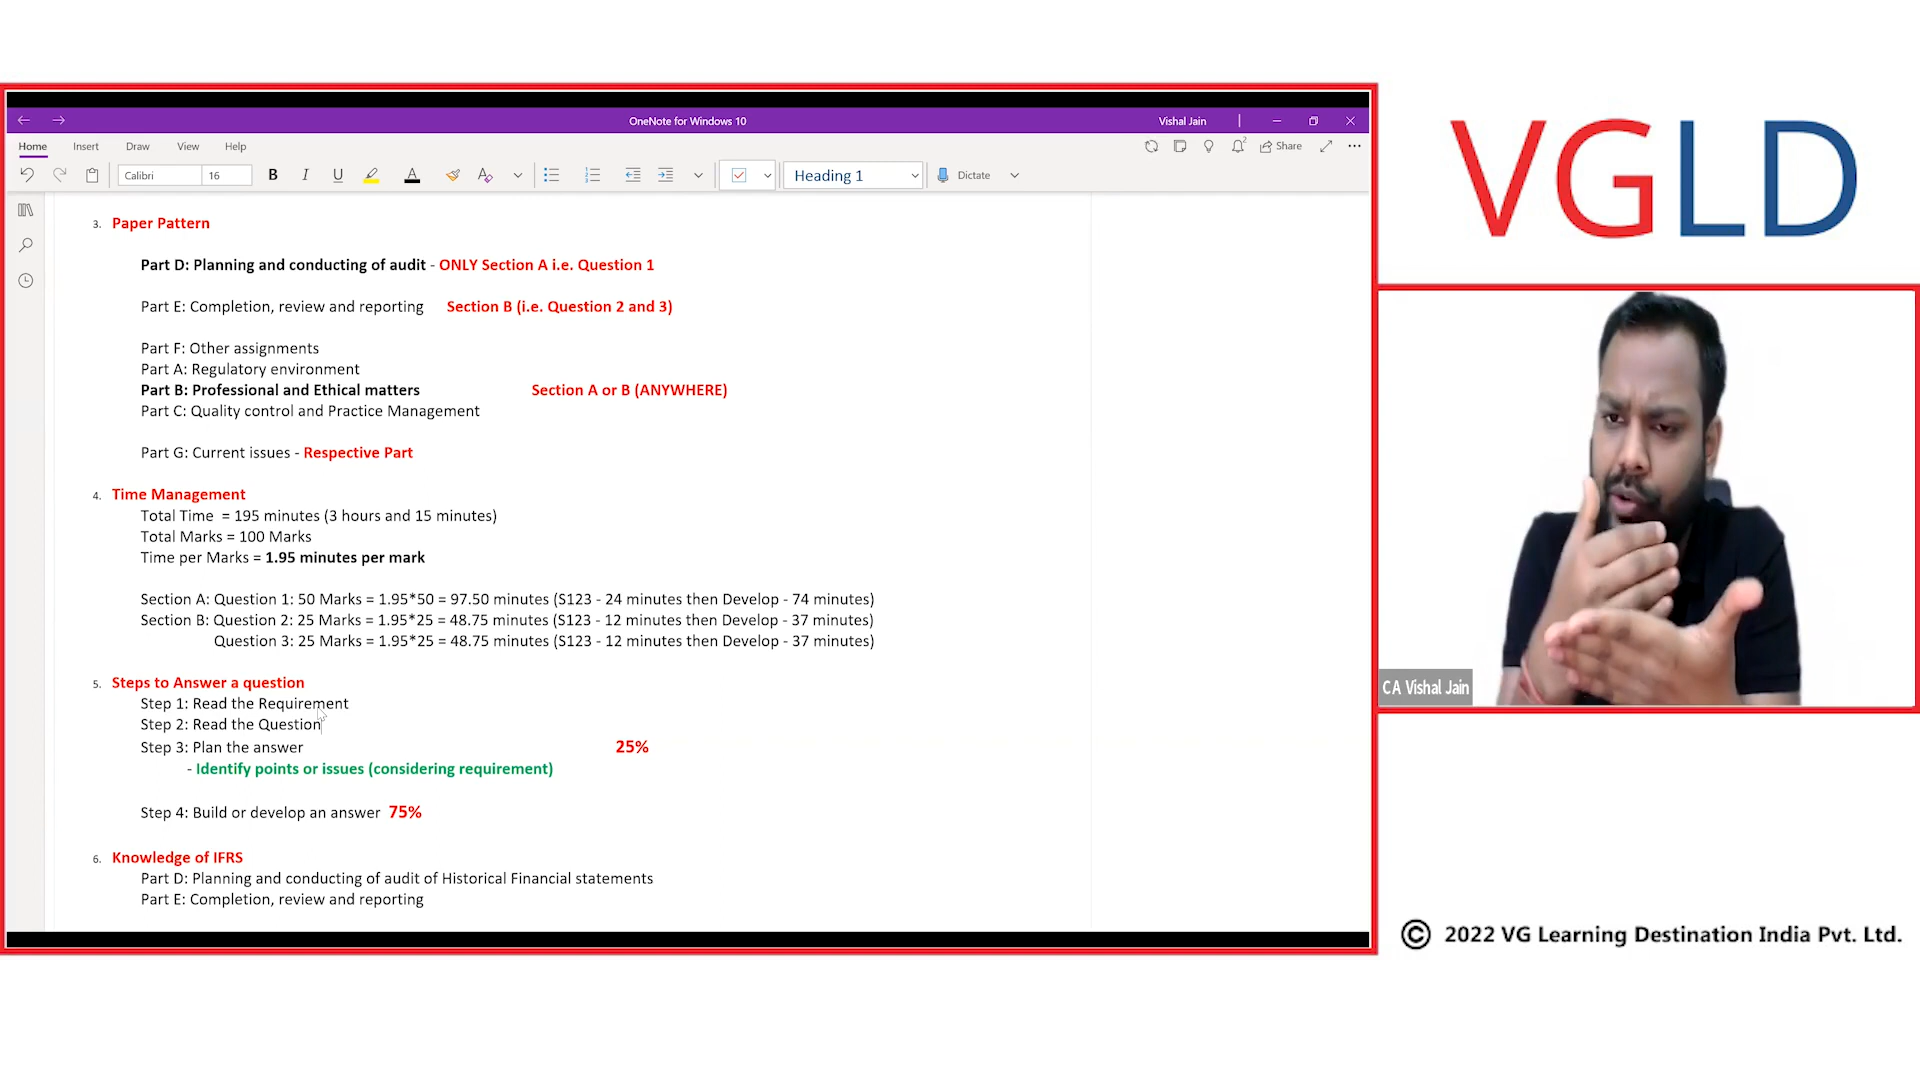 OneNote for Windows 10
Vishal Jain
Home Insert Draw View Help
Share
Calibri 16 B I U A Heading 1 Dictate
3. Paper Pattern
Part D: Planning and conducting of audit - ONLY Section A i.e. Question 1
Part E: Completion, review and reporting Section B (i.e. Question 2 and 3)
Part F: Other assignments
Part A: Regulatory environment
Part B: Professional and Ethical matters Section A or B (ANYWHERE)
Part C: Quality control and Practice Management
Part G: Current issues - Respective Part
4. Time Management
Total Time = 195 minutes (3 hours and 15 minutes)
Total Marks = 100 Marks
Time per Marks = 1.95 minutes per mark
Section A: Question 1: 50 Marks = 1.95*50 = 97.50 minutes (S123 - 24 minutes then Develop - 74 minutes)
Section B: Question 2: 25 Marks = 1.95*25 = 48.75 minutes (S123 - 12 minutes then Develop - 37 minutes)
Question 3: 25 Marks = 1.95*25 = 48.75 minutes (S123 - 12 minutes then Develop - 37 minutes)
5. Steps to Answer a question
Step 1: Read the Requirement
Step 2: Read the Question
Step 3: Plan the answer 25%
- Identify points or issues (considering requirement)
Step 4: Build or develop an answer 75%
6. Knowledge of IFRS
Part D: Planning and conducting of audit of Historical Financial statements
Part E: Completion, review and reporting
VGLD
CA Vishal Jain
© 2022 VG Learning Destination India Pvt. Ltd.